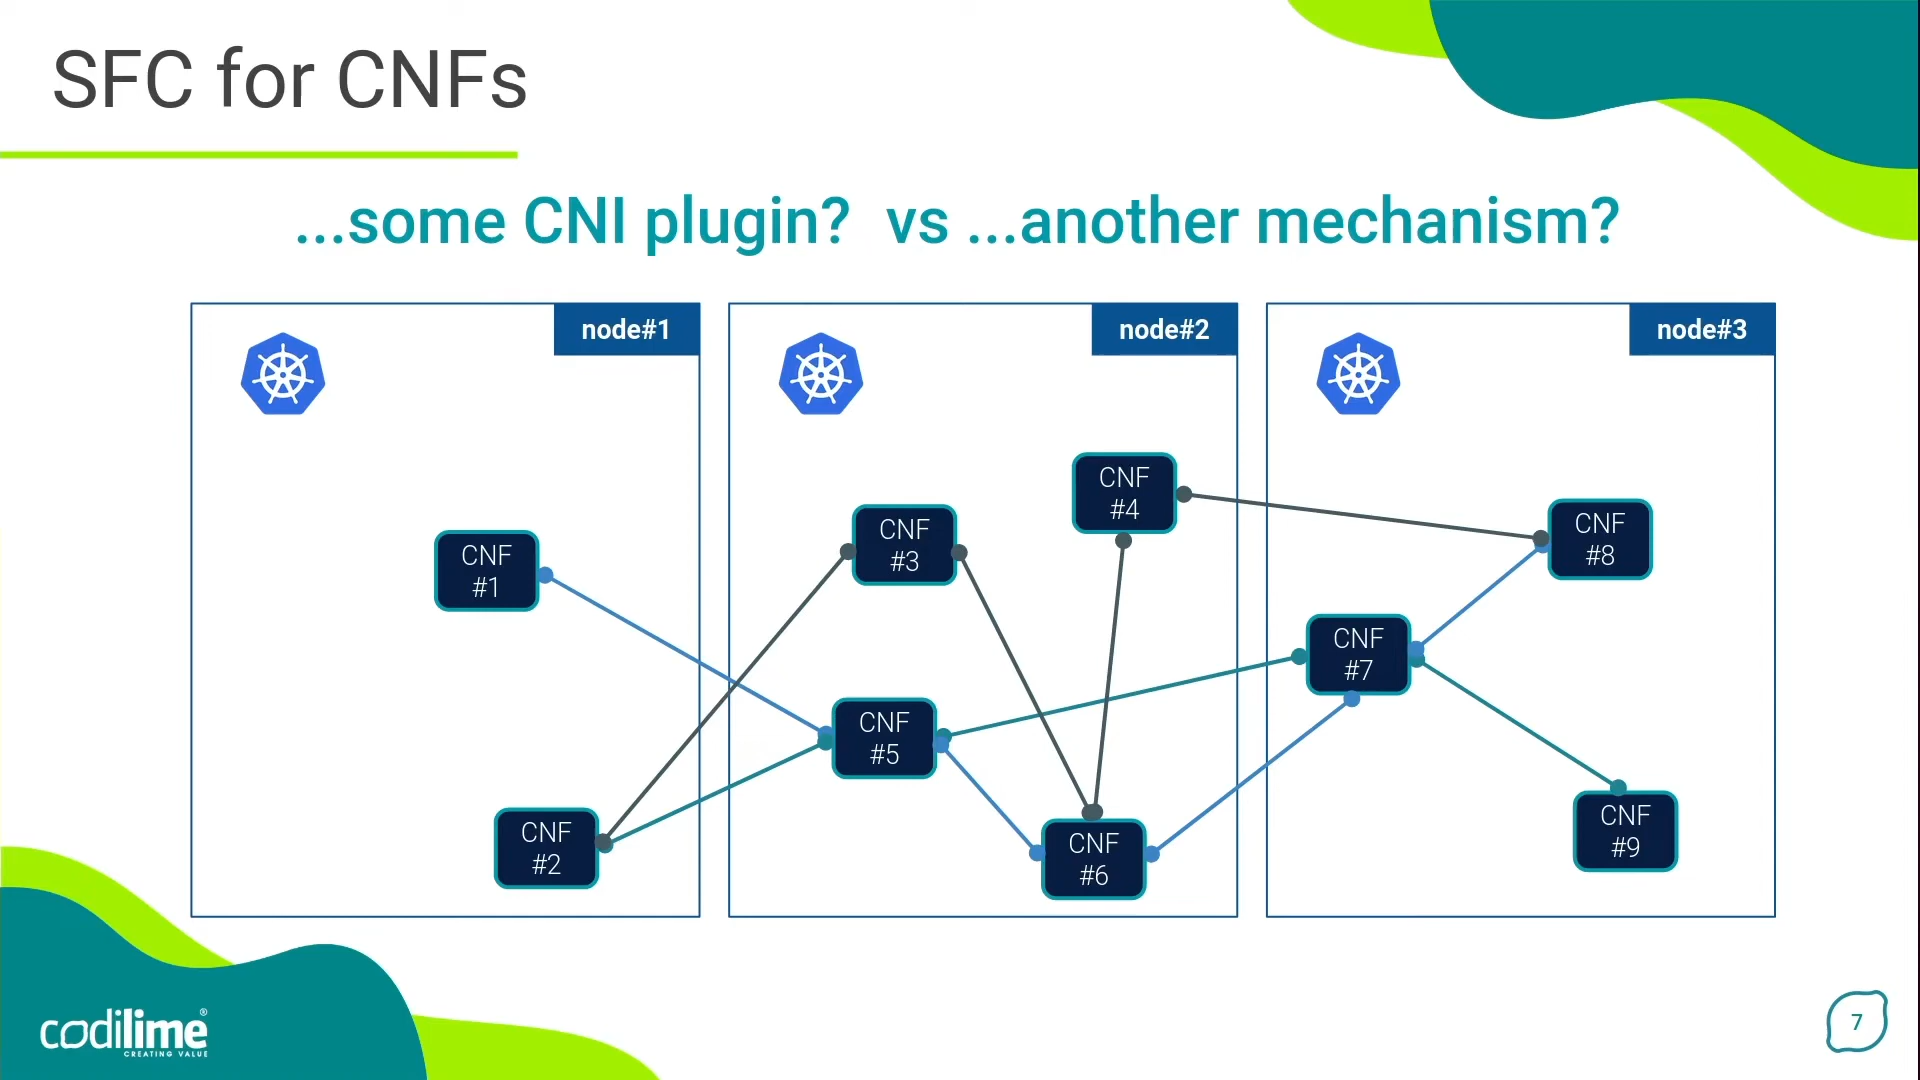 SFC for CNFs
...some CNI plugin?  vs ...another mechanism?
node#1
node#2
node#3
CNF
#1
CNF
#2
CNF
#3
CNF
#4
CNF
#5
CNF
#6
CNF
#7
CNF
#8
CNF
#9
codilime®
CREATING VALUE
7